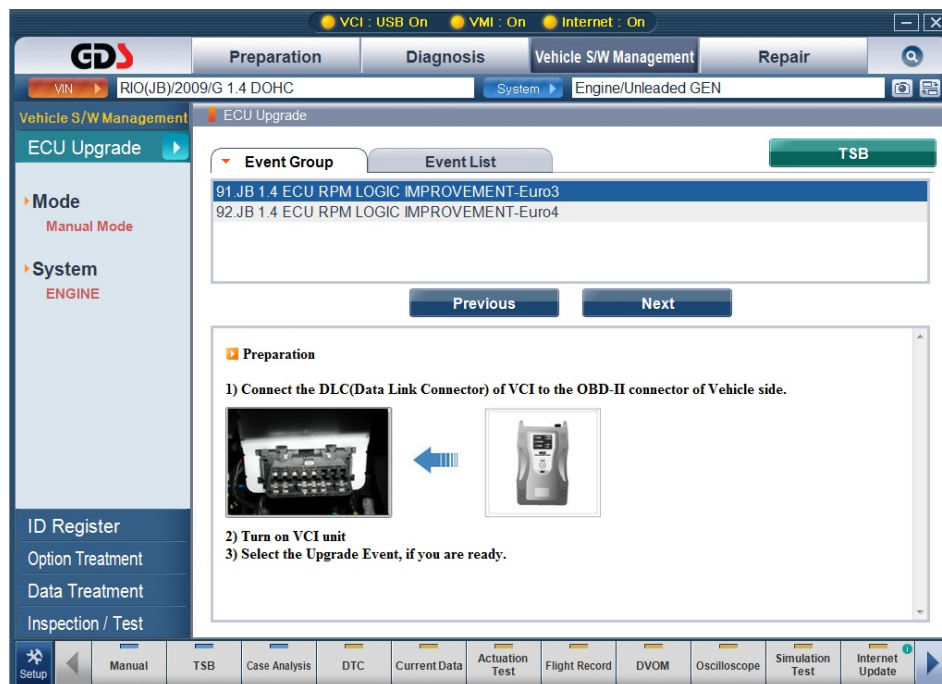 VCI : USB On VMI : On Internet : On
GDS Preparation Diagnosis Vehicle S/W Management Repair
VIN RIO(JB)/2009/G 1.4 DOHC System Engine/Unleaded GEN
Vehicle S/W Management
ECU Upgrade
ECU Upgrade
Event Group Event List TSB
91.JB 1.4 ECU RPM LOGIC IMPROVEMENT-Euro3
92.JB 1.4 ECU RPM LOGIC IMPROVEMENT-Euro4
Mode
Manual Mode
System
ENGINE
Previous Next
Preparation
1) Connect the DLC(Data Link Connector) of VCI to the OBD-II connector of Vehicle side.
2) Turn on VCI unit
3) Select the Upgrade Event, if you are ready.
ID Register
Option Treatment
Data Treatment
Inspection / Test
Setup Manual TSB Case Analysis DTC Current Data Actuation Test Flight Record DVOM Oscilloscope Simulation Test Internet Update